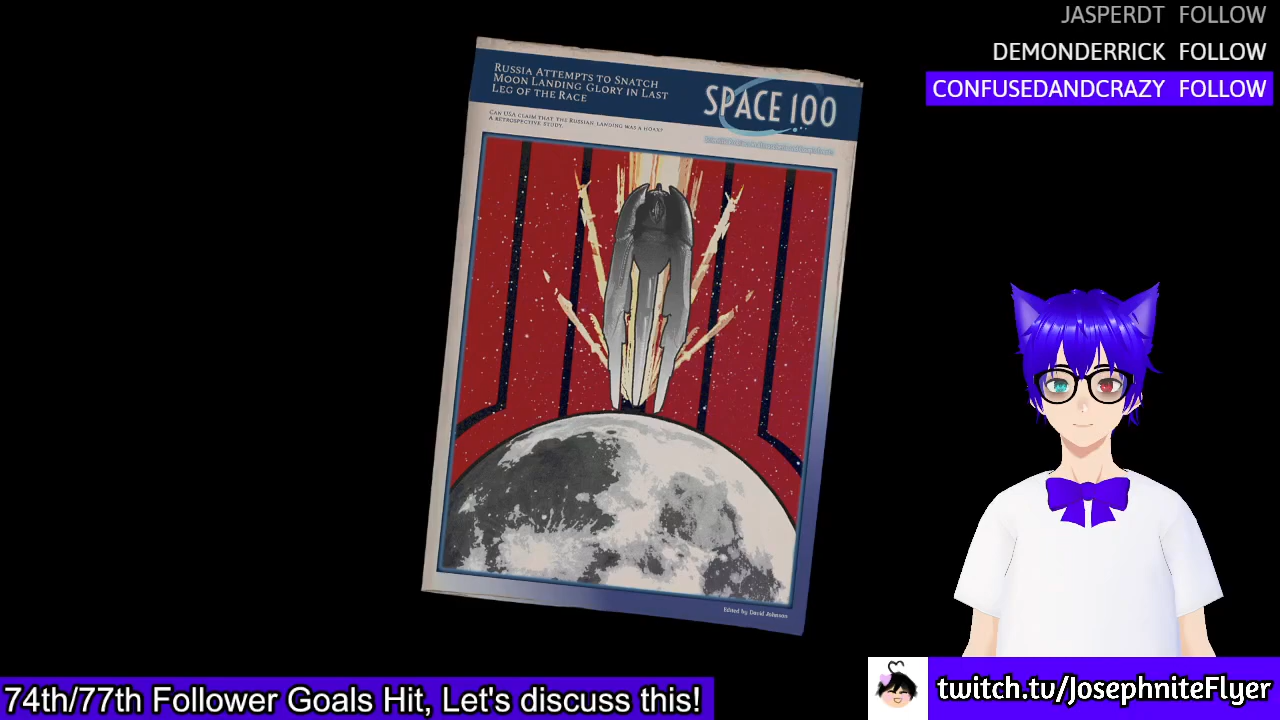 JASPERDT FOLLOW
DEMONDERRICK FOLLOW
CONFUSEDANDCRAZY FOLLOW
RUSSIA ATTEMPTS TO SNATCH
MOON LANDING GLORY IN LAST
LEG OF THE RACE
SPACE 100
CAN USA CLAIM THAT THE RUSSIAN LANDING WAS A HOAX?
A RETROSPECTIVE STUDY.
Edited by David Johnson
74th/77th Follower Goals Hit, Let's discuss this!
twitch.tv/JosephniteFlyer